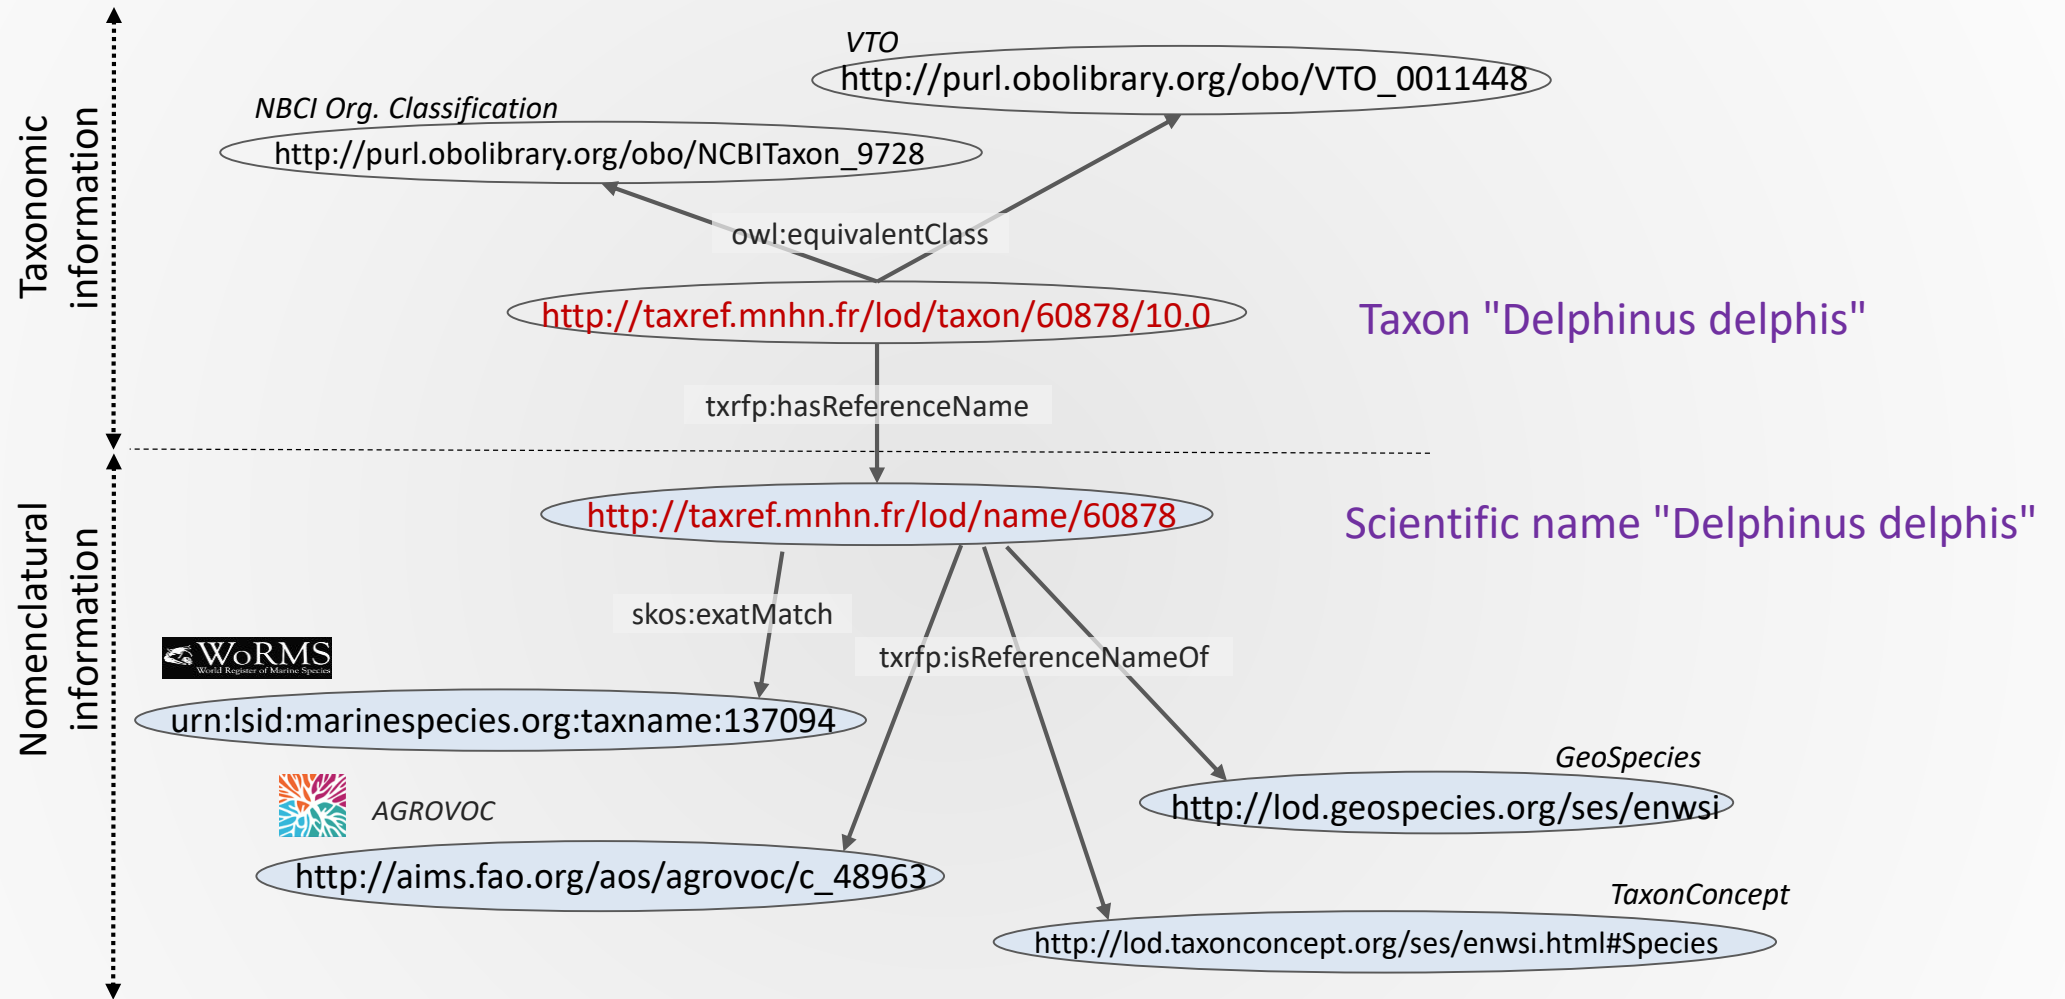 VTO
http://purl.obolibrary.org/obo/VTO_0011448
NBCI Org. Classification
http://purl.obolibrary.org/obo/NCBITaxon_9728
Taxonomic
information
owl:equivalentClass
http://taxref.mnhn.fr/lod/taxon/60878/10.0
Taxon "Delphinus delphis"
txrfp:hasReferenceName
http://taxref.mnhn.fr/lod/name/60878
Scientific name "Delphinus delphis"
Nomenclatural
information
skos:exatMatch
txrfp:isReferenceNameOf
WoRMS
World Register of Marine Species
urn:lsid:marinespecies.org:taxname:137094
GeoSpecies
http://lod.geospecies.org/ses/enwsi
AGROVOC
http://aims.fao.org/aos/agrovoc/c_48963
TaxonConcept
http://lod.taxonconcept.org/ses/enwsi.html#Species